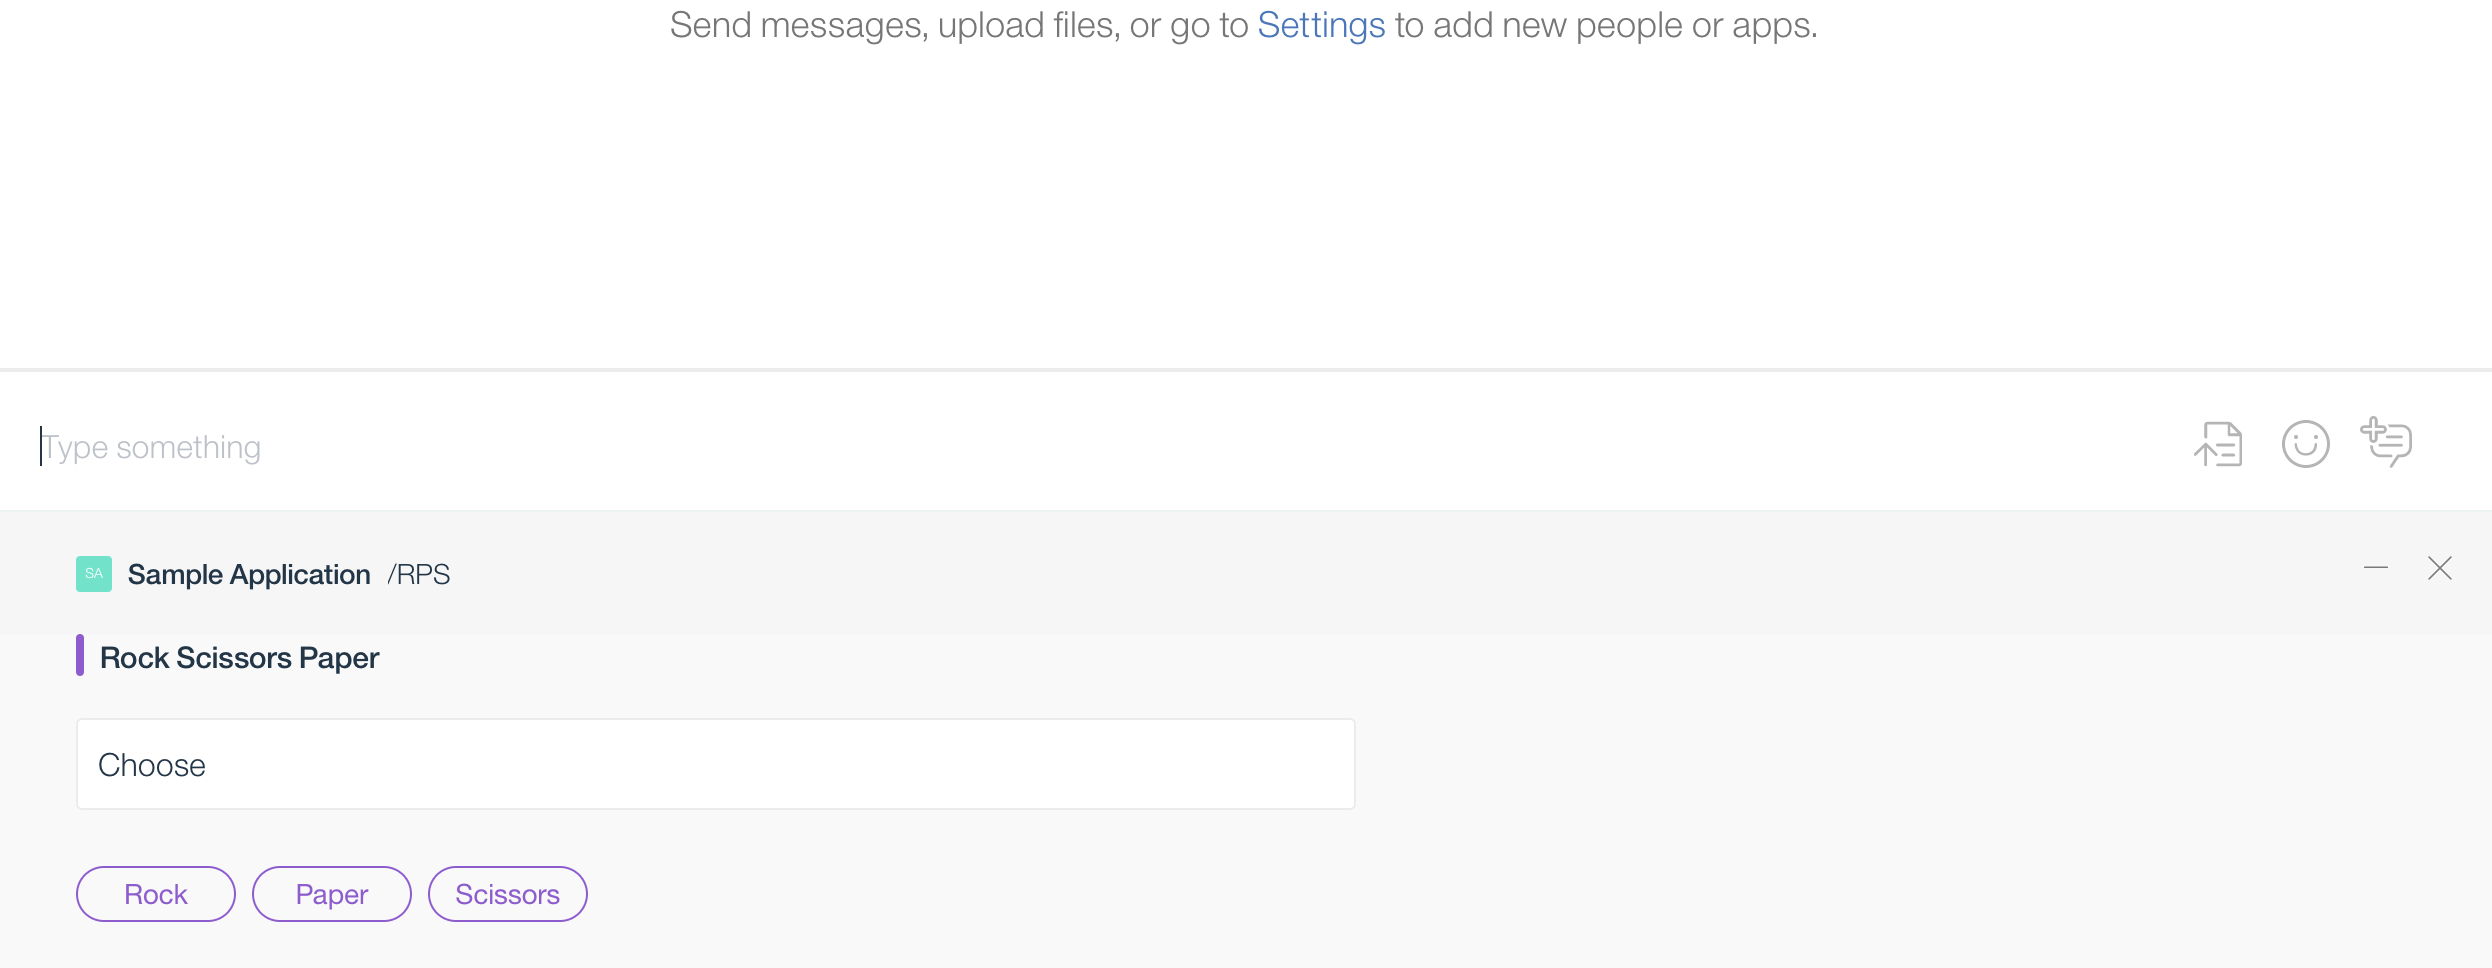 Send messages, upload files, or go to Settings to add new people or apps.
Type something
SA Sample Application /RPS
Rock Scissors Paper
Choose
Rock Paper Scissors